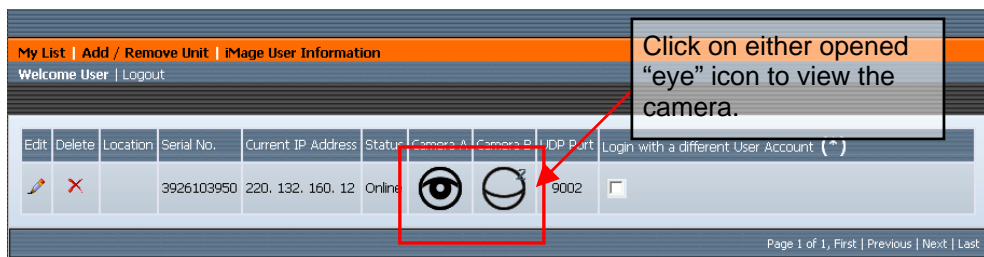 My List | Add / Remove Unit | iMage User Information
Welcome User | Logout
Click on either opened
“eye” icon to view the
camera.
Edit Delete Location Serial No. Current IP Address Status Camera A Camera B UDP Port Login with a different User Account (*)
3926103950 220. 132. 160. 12 Online z 9002
Page 1 of 1, First | Previous | Next | Last